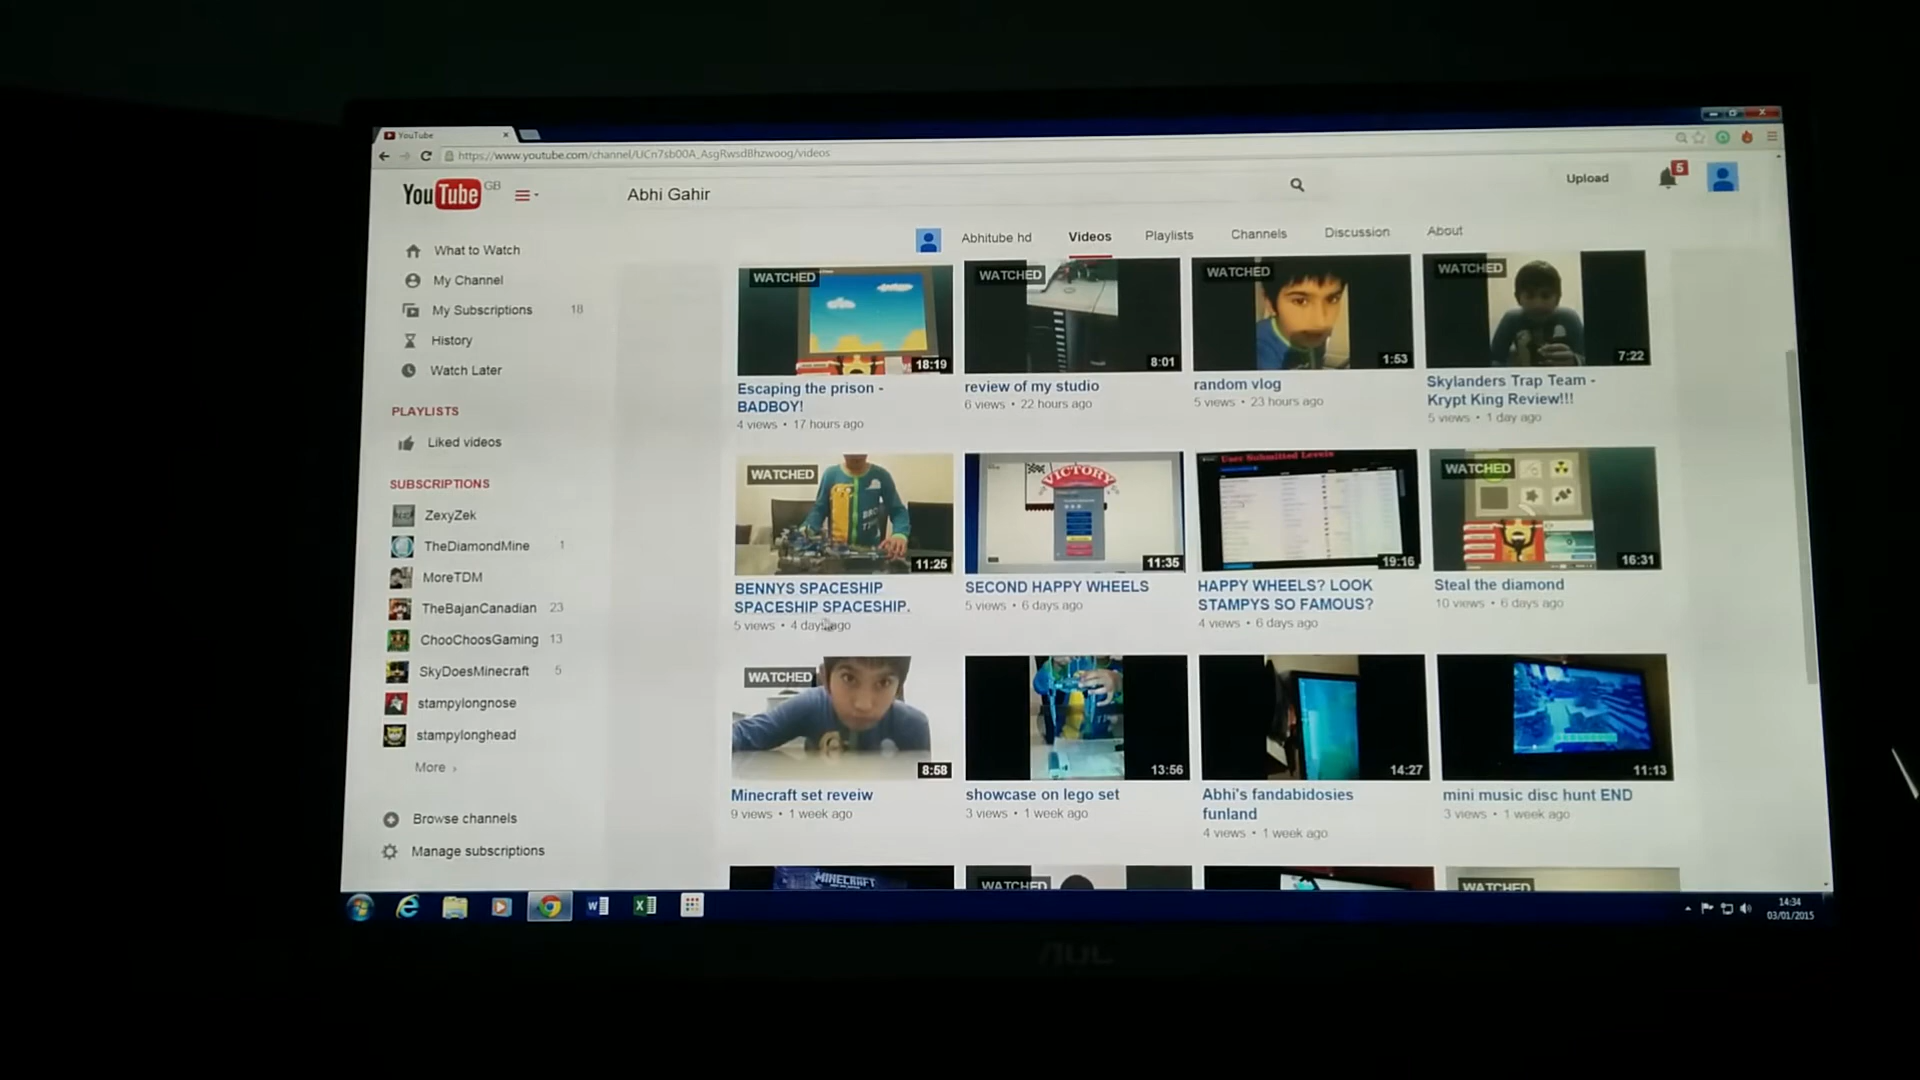 YouTube
https://www.youtube.com/channel/UCn7sb00A_AsgRwsdBhzwoog/videos
YouTube GB
Abhi Gahir
Upload
5
What to Watch
My Channel
My Subscriptions 18
History
Watch Later
PLAYLISTS
Liked videos
SUBSCRIPTIONS
ZexyZek
TheDiamondMine 1
MoreTDM
TheBajanCanadian 23
ChooChoosGaming 13
SkyDoesMinecraft 5
stampylongnose
stampylonghead
More ›
Browse channels
Manage subscriptions
Abhitube hd Videos Playlists Channels Discussion About
WATCHED
18:19
Escaping the prison -
BADBOY!
4 views • 17 hours ago
WATCHED
8:01
review of my studio
6 views • 22 hours ago
WATCHED
1:53
random vlog
5 views • 23 hours ago
WATCHED
7:22
Skylanders Trap Team -
Krypt King Review!!!
5 views • 1 day ago
WATCHED
11:25
BENNYS SPACESHIP
SPACESHIP SPACESHIP.
5 views • 4 days ago
VICTORY
11:35
SECOND HAPPY WHEELS
5 views • 6 days ago
User Submitted Levels
19:16
HAPPY WHEELS? LOOK
STAMPYS SO FAMOUS?
4 views • 6 days ago
WATCHED
16:31
Steal the diamond
10 views • 6 days ago
WATCHED
8:58
Minecraft set reveiw
9 views • 1 week ago
13:56
showcase on lego set
3 views • 1 week ago
14:27
Abhi's fandabidosies
funland
4 views • 1 week ago
11:13
mini music disc hunt END
3 views • 1 week ago
MINECRAFT
WATCHED
WATCHED
14:34
03/01/2015